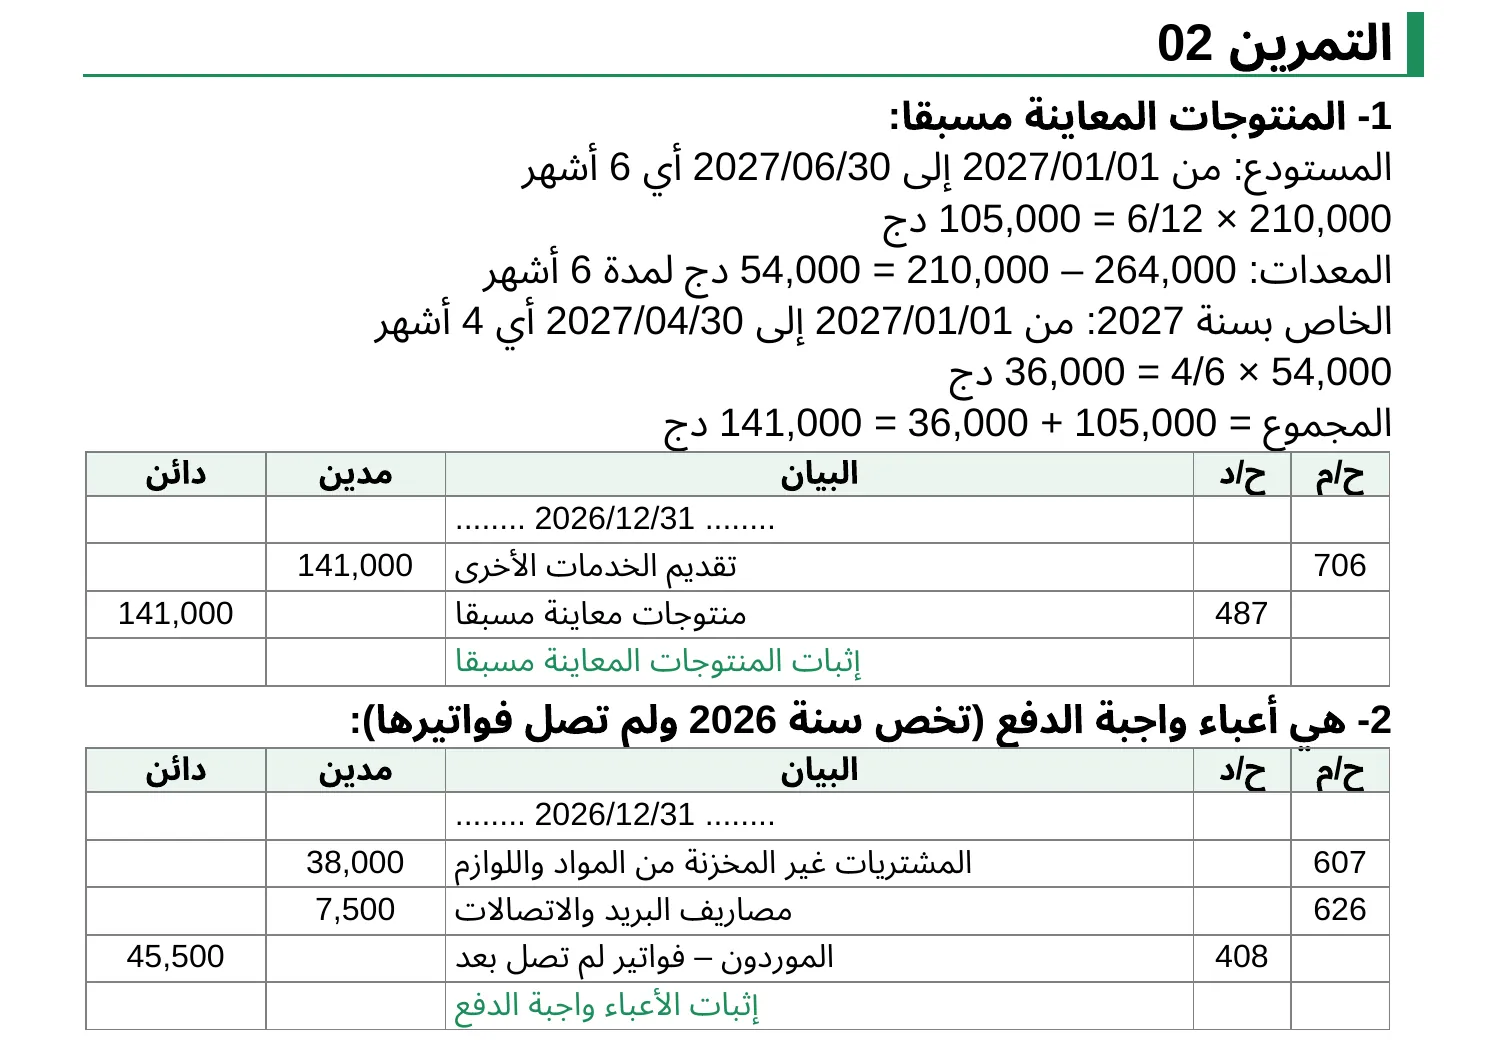 التمرين 02
1- المنتوجات المعاينة مسبقا:
المستودع: من 2027/01/01 إلى 2027/06/30 أي 6 أشهر
210,000 × 6/12 = 105,000 دج
المعدات: 264,000 – 210,000 = 54,000 دج لمدة 6 أشهر
الخاص بسنة 2027: من 2027/01/01 إلى 2027/04/30 أي 4 أشهر
54,000 × 4/6 = 36,000 دج
المجموع = 105,000 + 36,000 = 141,000 دج
ح/م ح/د البيان مدين دائن
........ 2026/12/31 ........
706 تقديم الخدمات الأخرى 141,000
487 منتوجات معاينة مسبقا 141,000
إثبات المنتوجات المعاينة مسبقا
2- هي أعباء واجبة الدفع (تخص سنة 2026 ولم تصل فواتيرها):
ح/م ح/د البيان مدين دائن
........ 2026/12/31 ........
607 المشتريات غير المخزنة من المواد واللوازم 38,000
626 مصاريف البريد والاتصالات 7,500
408 الموردون – فواتير لم تصل بعد 45,500
إثبات الأعباء واجبة الدفع